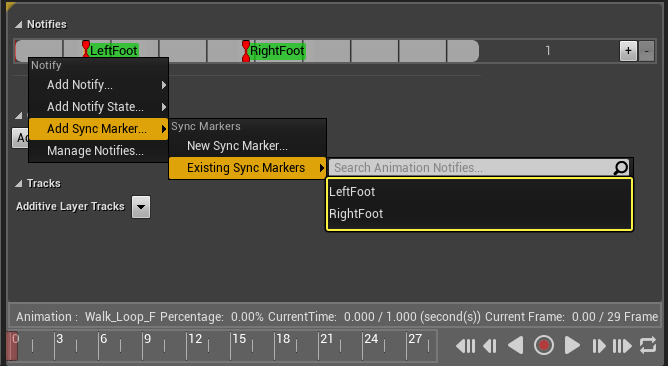 Notifies
LeftFoot
RightFoot
1
+
-
Notify
Add Notify...
Add Notify State...
Add Sync Marker...
Manage Notifies...
Sync Markers
New Sync Marker...
Existing Sync Markers
Search Animation Notifies...
LeftFoot
RightFoot
Tracks
Additive Layer Tracks
Animation : Walk_Loop_F Percentage: 0.00% CurrentTime: 0.000 / 1.000 (second(s)) Current Frame: 0.00 / 29 Frame
0 3 6 9 12 15 18 21 24 27